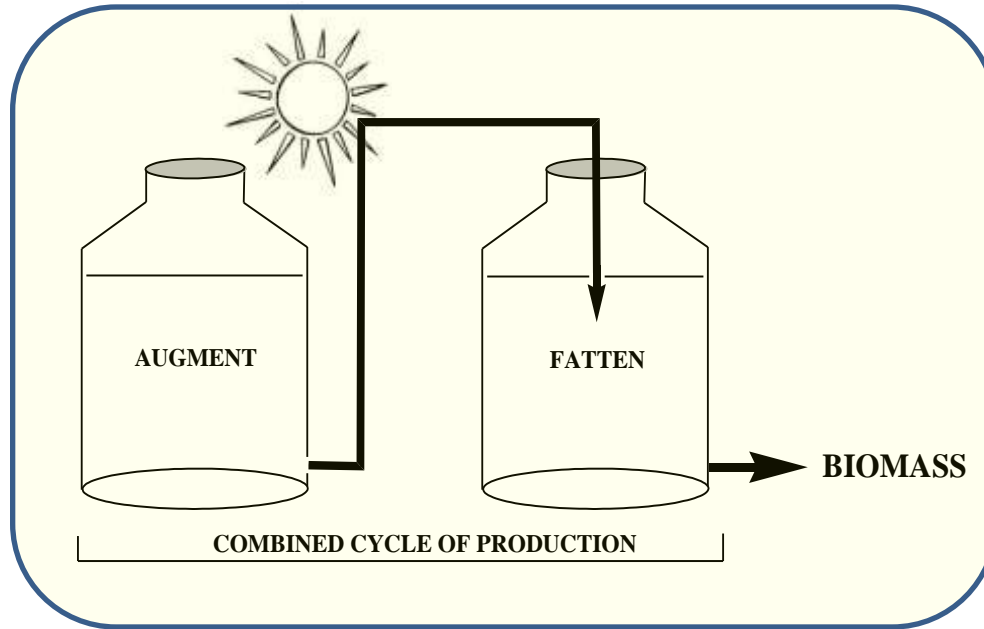 AUGMENT
FATTEN
BIOMASS
COMBINED CYCLE OF PRODUCTION